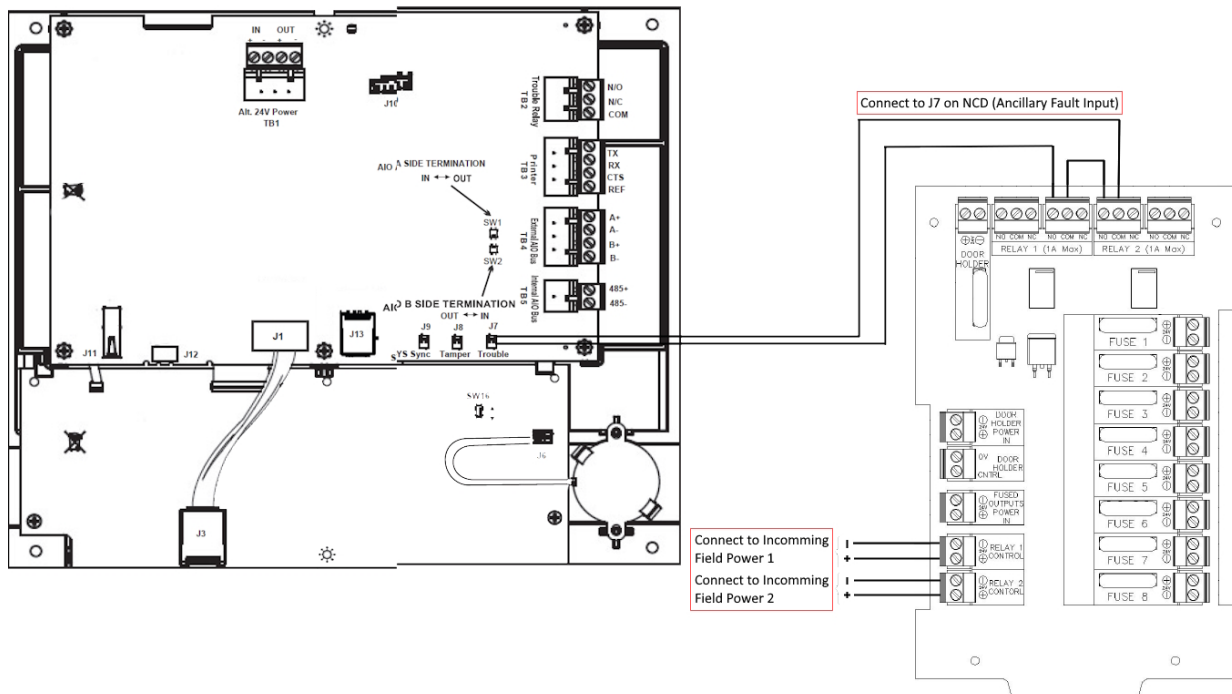 IN OUT
+ - + -
Alt. 24V Power
TB1
J10
Trouble Relay
TB2
N/O
N/C
COM
Printer
TB3
TX
RX
CTS
REF
AIO A SIDE TERMINATION
IN ↔ OUT
SW1
SW2
External AIO Bus
TB4
A+
A-
B+
B-
Internal AIO Bus
TB5
485+
485-
B SIDE TERMINATION
OUT ↔ IN
J9
J8
J7
YS Sync
Tamper
Trouble
J11
J12
J1
J13
SW16
J6
J3
Connect to J7 on NCD (Ancillary Fault Input)
NO COM NC
NO COM NC
NO COM NC
NO COM NC
RELAY 1 (1A Max)
RELAY 2 (1A Max)
DOOR
HOLDER
FUSE 1
FUSE 2
FUSE 3
FUSE 4
FUSE 5
FUSE 6
FUSE 7
FUSE 8
DOOR
HOLDER
POWER
IN
0V
CNTRL
DOOR
HOLDER
CNTRL.
FUSED
OUTPUTS
POWER
IN
RELAY 1
CONTROL
RELAY 2
CONTORL
Connect to Incomming
Field Power 1
Connect to Incomming
Field Power 2